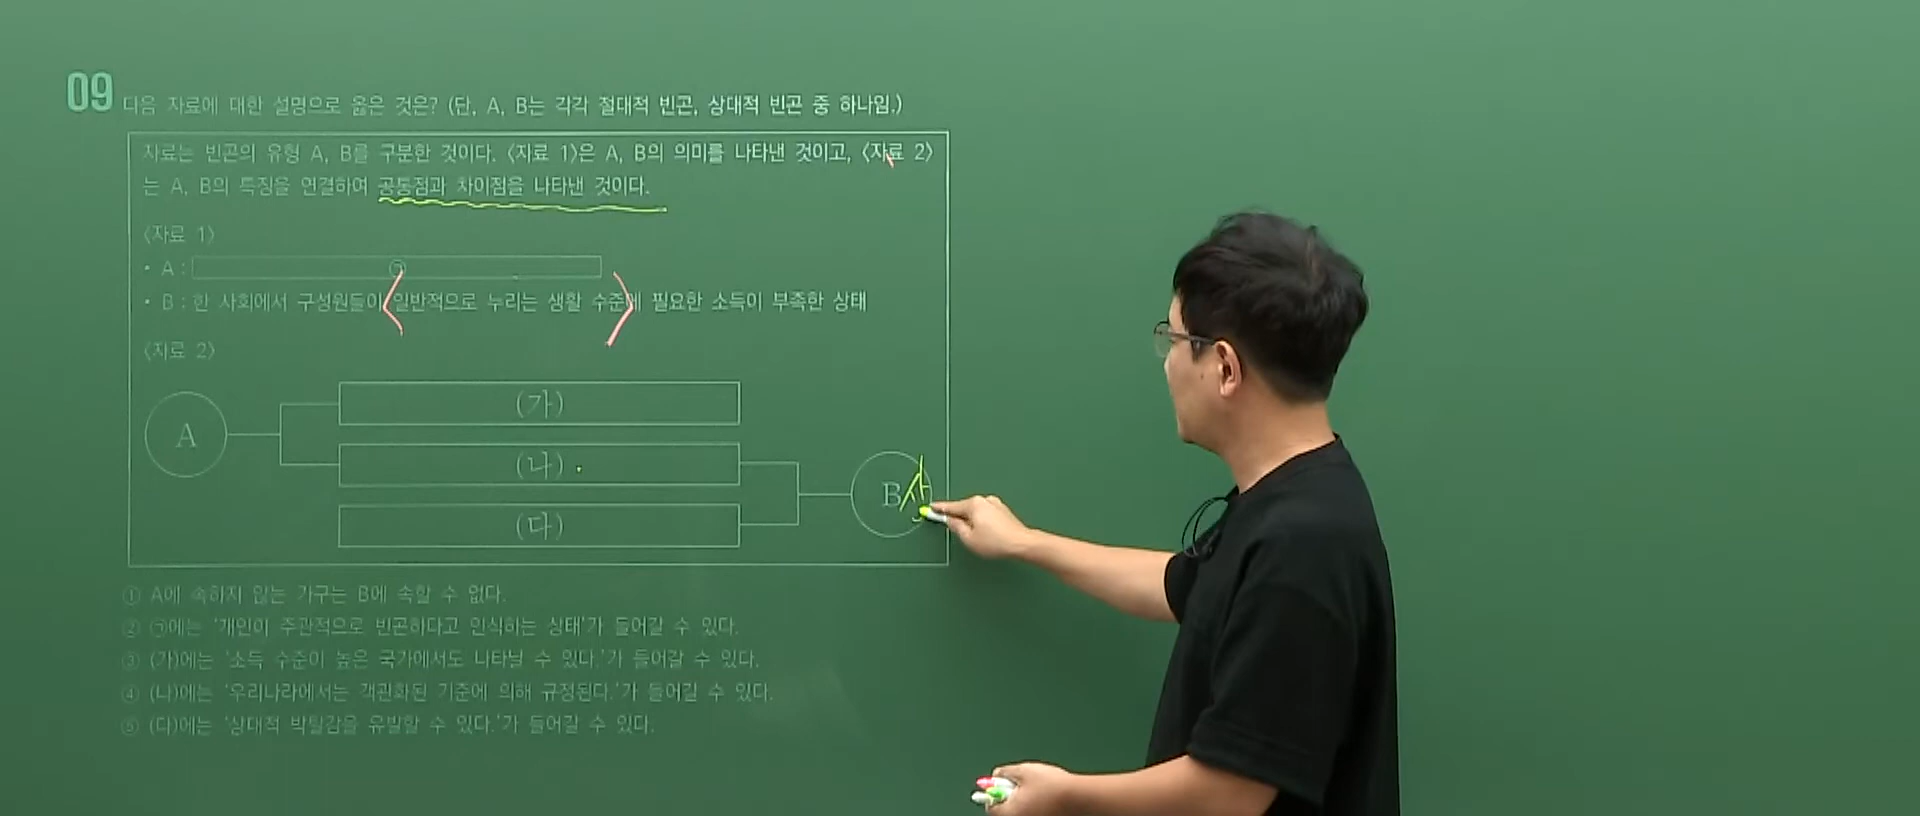 09 다음 자료에 대한 설명으로 옳은 것은? (단, A, B는 각각 절대적 빈곤, 상대적 빈곤 중 하나임.)
자료는 빈곤의 유형 A, B를 구분한 것이다. 〈자료 1〉은 A, B의 의미를 나타낸 것이고, 〈자료 2〉
는 A, B의 특징을 연결하여 공통점과 차이점을 나타낸 것이다.
〈자료 1〉
• A : ㉠
• B : 한 사회에서 구성원들이 일반적으로 누리는 생활 수준에 필요한 소득이 부족한 상태
〈자료 2〉
(가)
A
(나)
B 상
(다)
① A에 속하지 않는 가구는 B에 속할 수 없다.
② ㉠에는 '개인이 주관적으로 빈곤하다고 인식하는 상태'가 들어갈 수 있다.
③ (가)에는 '소득 수준이 높은 국가에서도 나타날 수 있다.'가 들어갈 수 있다.
④ (나)에는 '우리나라에서는 객관화된 기준에 의해 규정된다.'가 들어갈 수 있다.
⑤ (다)에는 '상대적 박탈감을 유발할 수 있다.'가 들어갈 수 있다.